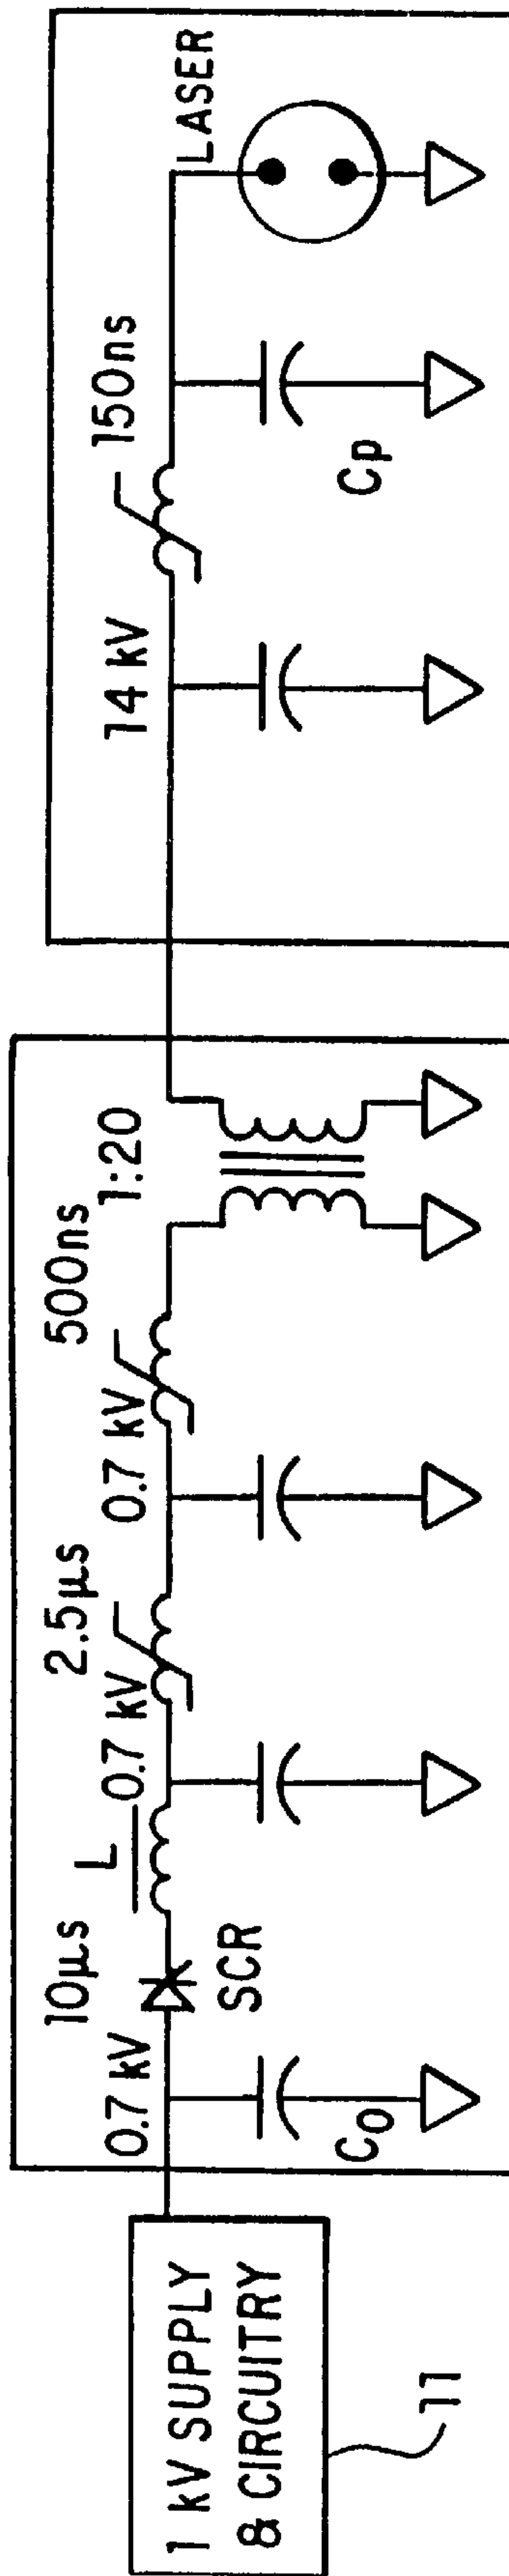 1 kV SUPPLY
& CIRCUITRY
11
0.7 kV
C0
10μs
SCR
L
0.7 kV
2.5μs
0.7 kV
500ns
1:20
14 kV
150ns
Cp
LASER